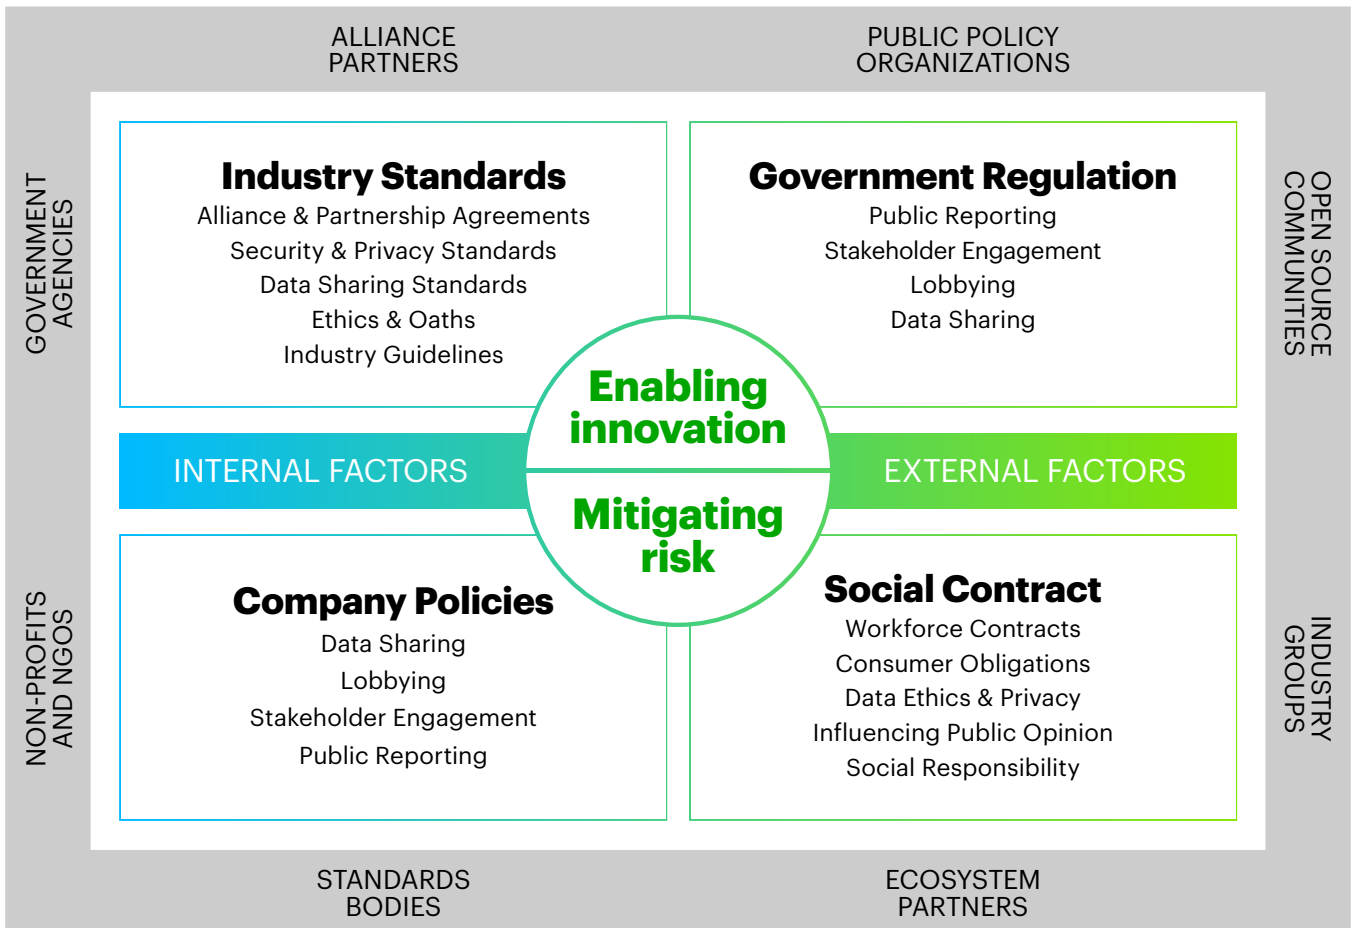 ALLIANCE
PARTNERS
PUBLIC POLICY
ORGANIZATIONS
GOVERNMENT
AGENCIES
Industry Standards
Alliance & Partnership Agreements
Security & Privacy Standards
Data Sharing Standards
Ethics & Oaths
Industry Guidelines
Government Regulation
Public Reporting
Stakeholder Engagement
Lobbying
Data Sharing
OPEN SOURCE
COMMUNITIES
Enabling
innovation
INTERNAL FACTORS
EXTERNAL FACTORS
Mitigating
risk
NON-PROFITS
AND NGOS
Company Policies
Data Sharing
Lobbying
Stakeholder Engagement
Public Reporting
Social Contract
Workforce Contracts
Consumer Obligations
Data Ethics & Privacy
Influencing Public Opinion
Social Responsibility
INDUSTRY
GROUPS
STANDARDS
BODIES
ECOSYSTEM
PARTNERS